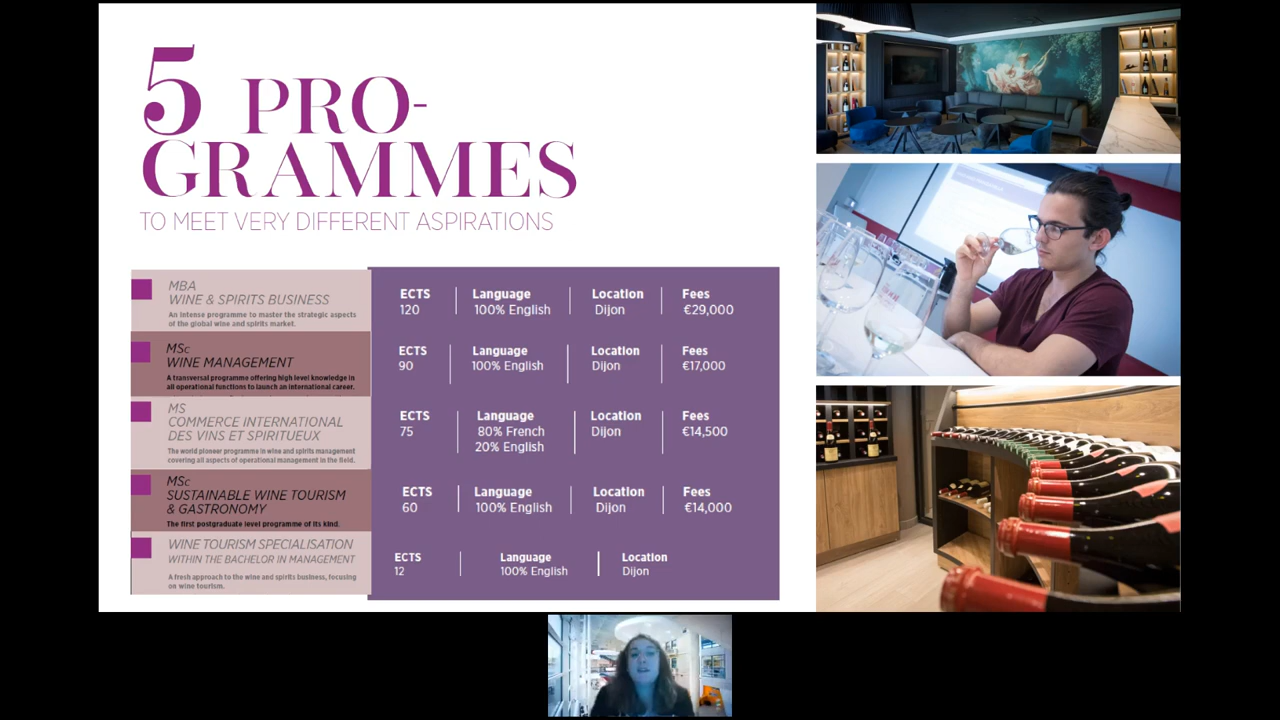 5 PRO-
GRAMMES
TO MEET VERY DIFFERENT ASPIRATIONS
MBA
WINE & SPIRITS BUSINESS
An intense programme to master the strategic aspects
of the global wine and spirits market.
ECTS Language Location Fees
120 100% English Dijon €29,000
MSc
WINE MANAGEMENT
A transversal programme offering high level knowledge in
all operational functions to launch an international career.
ECTS Language Location Fees
90 100% English Dijon €17,000
MS
COMMERCE INTERNATIONAL
DES VINS ET SPIRITUEUX
The world pioneer programme in wine and spirits management
covering all aspects of operational management in the field.
ECTS Language Location Fees
75 80% French Dijon €14,500
20% English
MSc
SUSTAINABLE WINE TOURISM
& GASTRONOMY
The first postgraduate level programme of its kind.
ECTS Language Location Fees
60 100% English Dijon €14,000
WINE TOURISM SPECIALISATION
WITHIN THE BACHELOR IN MANAGEMENT
A fresh approach to the wine and spirits business, focusing
on wine tourism.
ECTS Language Location
12 100% English Dijon